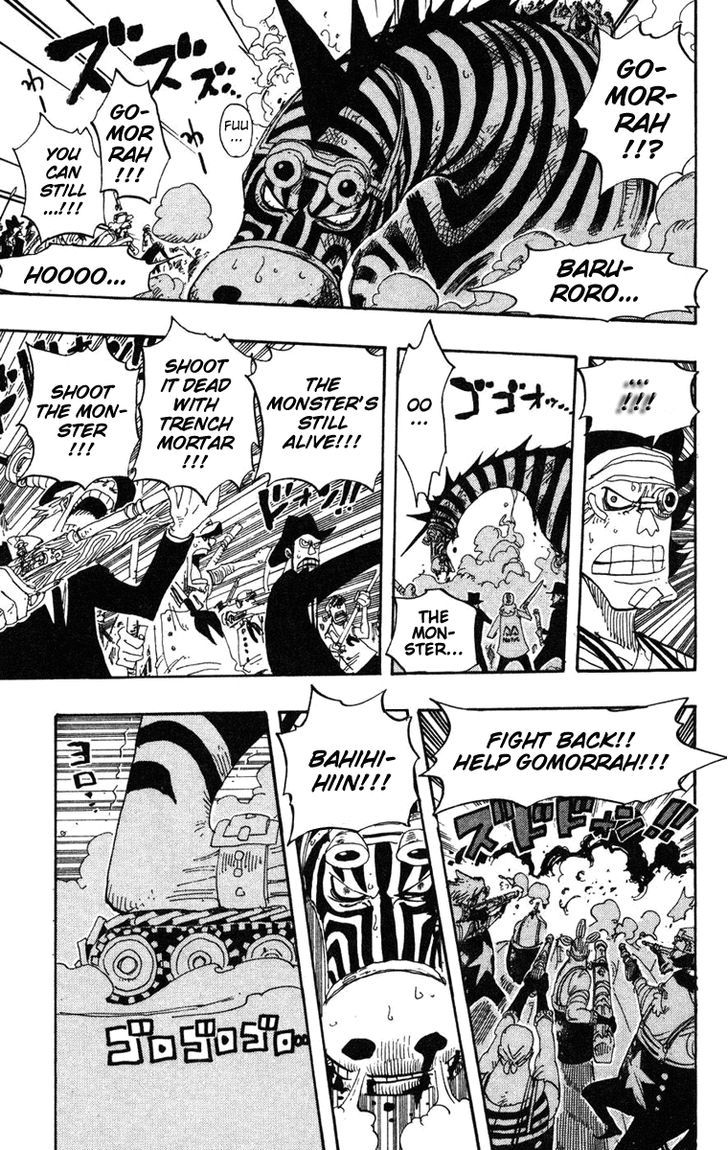 GO-
MOR-
RAH
!!?
ズズズ...
FUU
...
GO-
MOR
RAH
!!!
YOU
CAN
STILL
...!!!
BARU-
RORO...
HOOOO...
...
!!!
ゴゴゴオッ...
OO
...
THE
MON-
STER...
THE
MONSTER'S
STILL
ALIVE!!!
SHOOT
IT DEAD
WITH
TRENCH
MORTAR
!!!
SHOOT
THE MON-
STER
!!!
ドドォン!!
FIGHT BACK!!
HELP GOMORRAH!!!
ズドドドォン!!
BAHIHI-
HIIN!!!
ヨロ...
ゴロゴロゴロ...